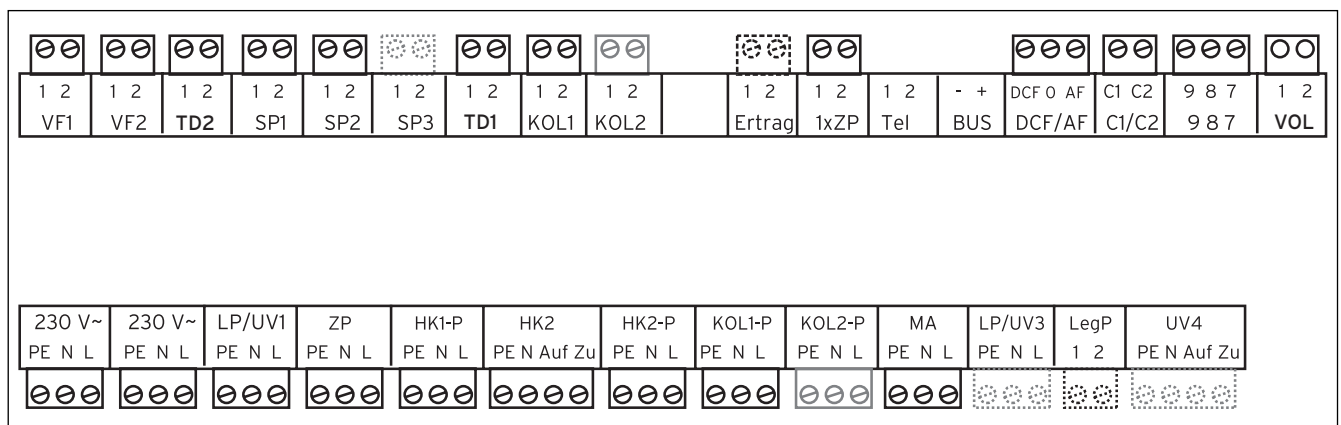 1 2 1 2 1 2 1 2 1 2 1 2 1 2 1 2 1 2 1 2 1 2 1 2 - + DCF 0 AF C1 C2 9 8 7 1 2
VF1 VF2 TD2 SP1 SP2 SP3 TD1 KOL1 KOL2 Ertrag 1xZP Tel BUS DCF/AF C1/C2 9 8 7 VOL
230 V~ 230 V~ LP/UV1 ZP HK1-P HK2 HK2-P KOL1-P KOL2-P MA LP/UV3 LegP UV4
PE N L PE N L PE N L PE N L PE N L PE N Auf Zu PE N L PE N L PE N L PE N L PE N L 1 2 PE N Auf Zu